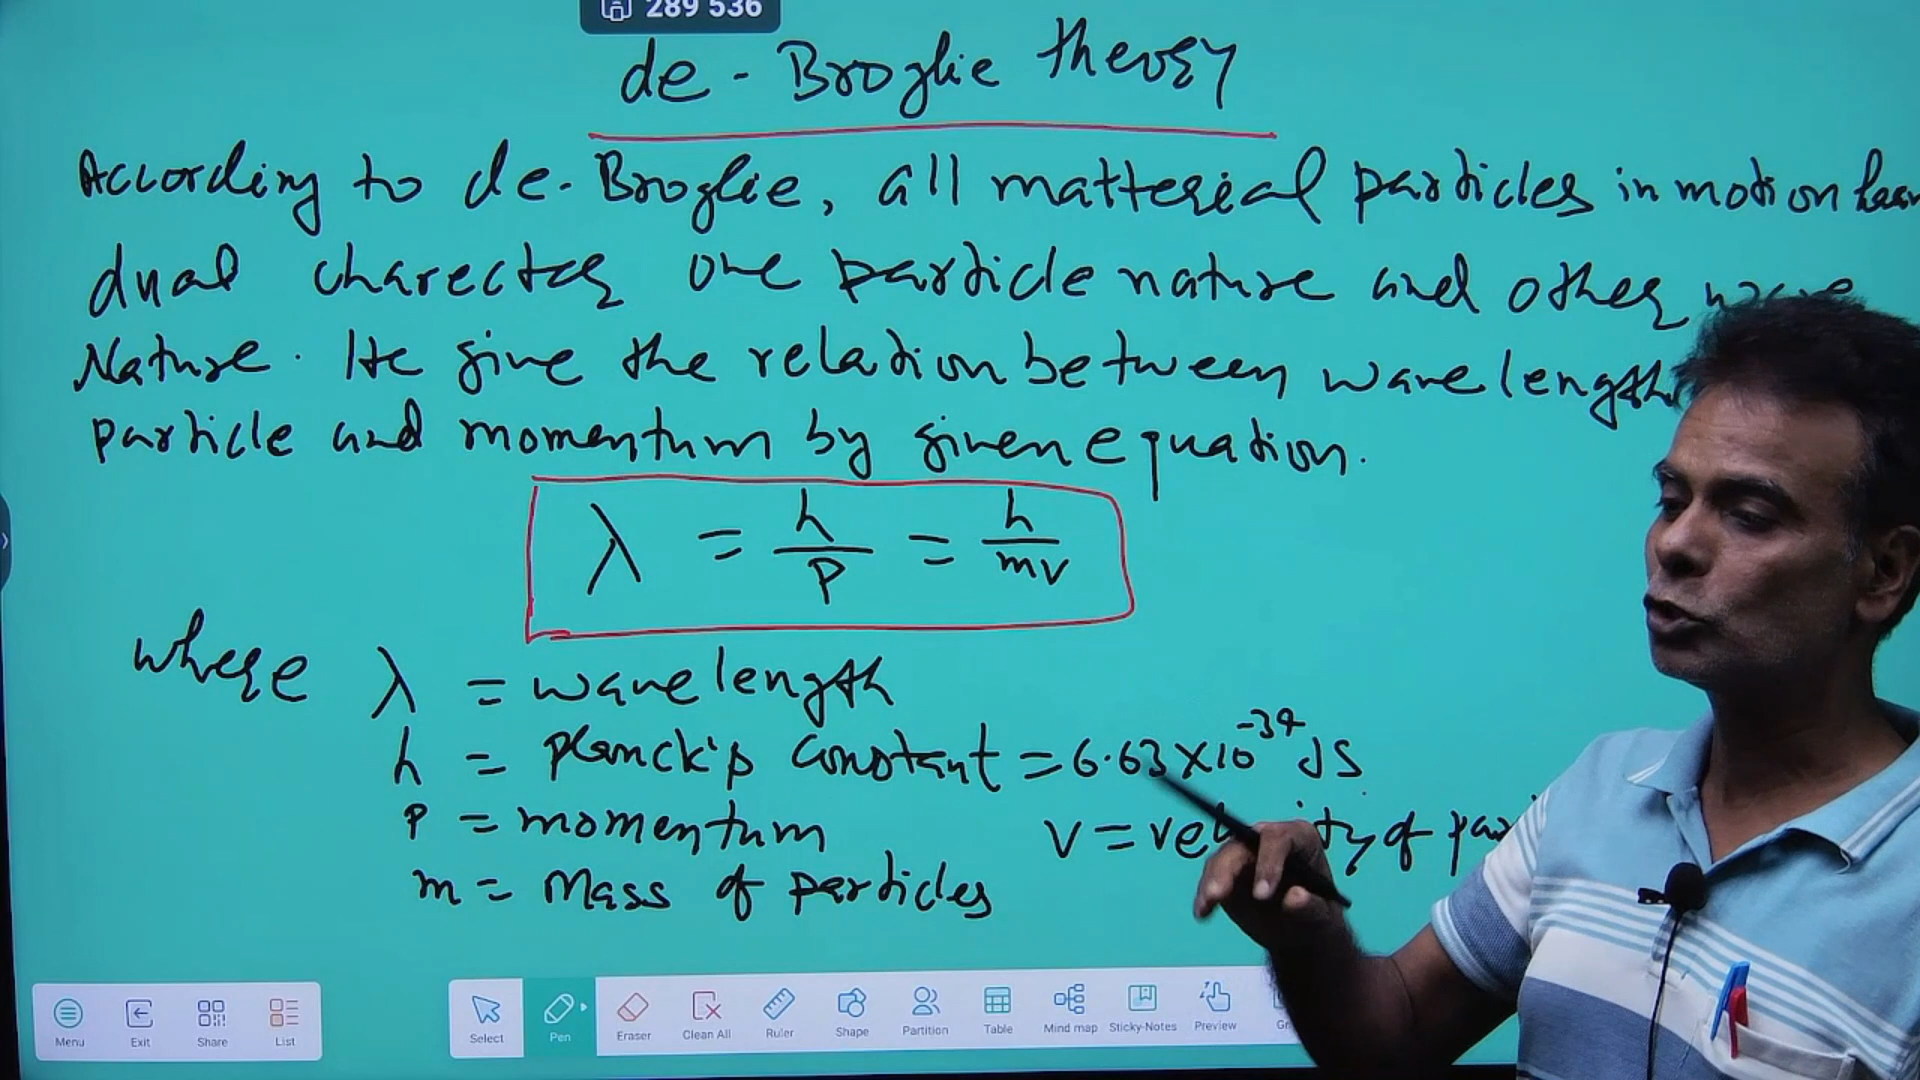 289 536
de-Broglie theory
According to de-Broglie, all matterial particles in motion
dual charecter one particle nature and other wave
Nature. He give the relation between wavelength
particle and momentum by given equation.
λ = h/p = h/mv
where λ = wavelength
h = planck's constant = 6.63×10⁻³⁴ JS
P = momentum v = velocity of
m = Mass of particles
Menu Exit Share List Select Pen Eraser Clean All Ruler Shape Partition Table Mind map Sticky-Notes Preview